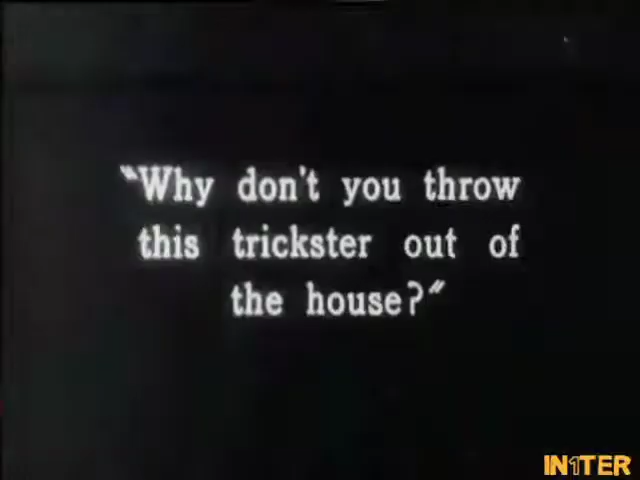 "Why don't you throw
this trickster out of
the house?"
IN1TER